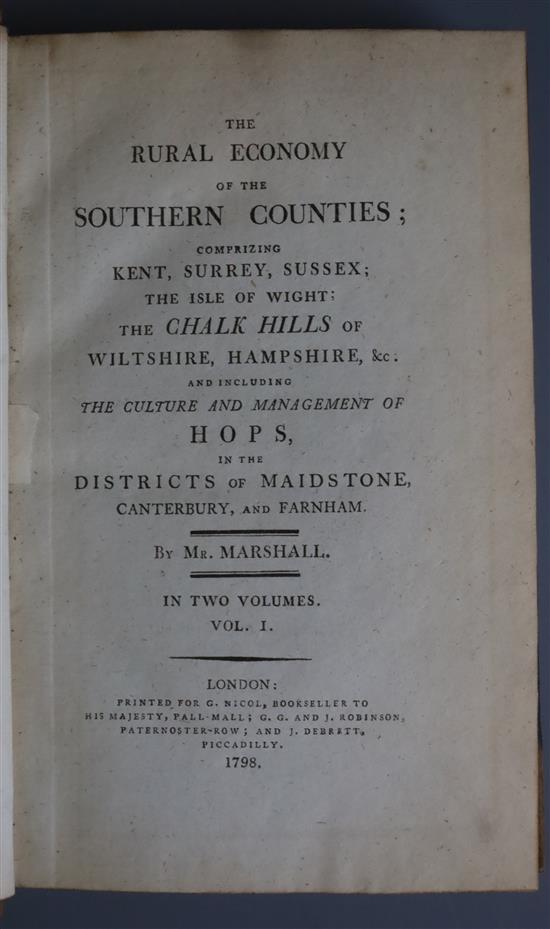 THE
RURAL ECONOMY
OF THE
SOUTHERN COUNTIES;
COMPRIZING
KENT, SURREY, SUSSEX;
THE ISLE OF WIGHT;
THE CHALK HILLS OF
WILTSHIRE, HAMPSHIRE, &c.
AND INCLUDING
THE CULTURE AND MANAGEMENT OF
HOPS,
IN THE
DISTRICTS OF MAIDSTONE,
CANTERBURY, AND FARNHAM.
By MR. MARSHALL.
IN TWO VOLUMES.
VOL. I.
LONDON:
PRINTED FOR G. NICOL, BOOKSELLER TO
HIS MAJESTY, PALL-MALL; G. G. AND J. ROBINSON,
PATERNOSTER-ROW; AND J. DEBRETT,
PICCADILLY.
1798.